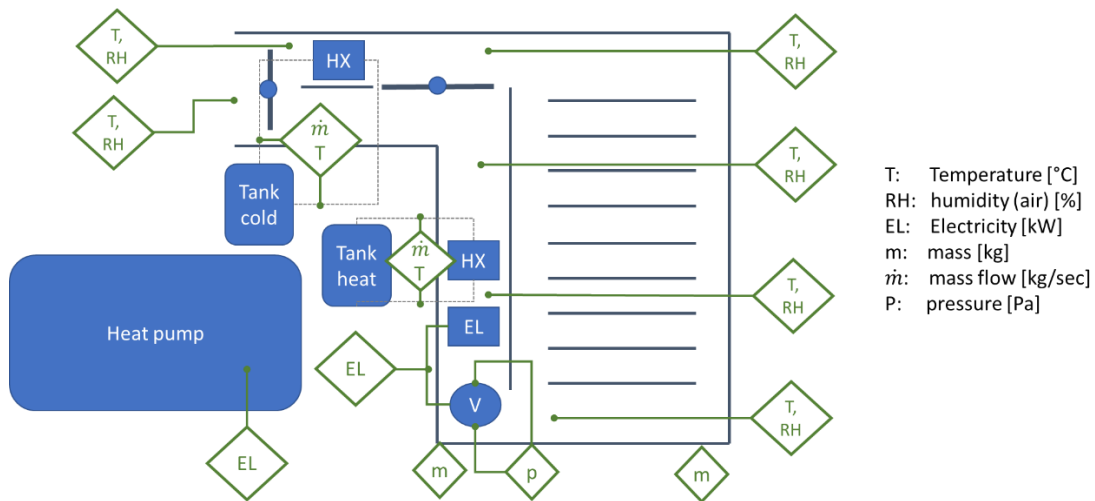 T,
RH
HX
T,
RH
T,
RH
ṁ
T
T,
RH
Tank
cold
T: Temperature [°C]
RH: humidity (air) [%]
EL: Electricity [kW]
m: mass [kg]
ṁ: mass flow [kg/sec]
P: pressure [Pa]
Tank
heat
ṁ
T
HX
T,
RH
Heat pump
EL
EL
V
T,
RH
EL
m
p
m